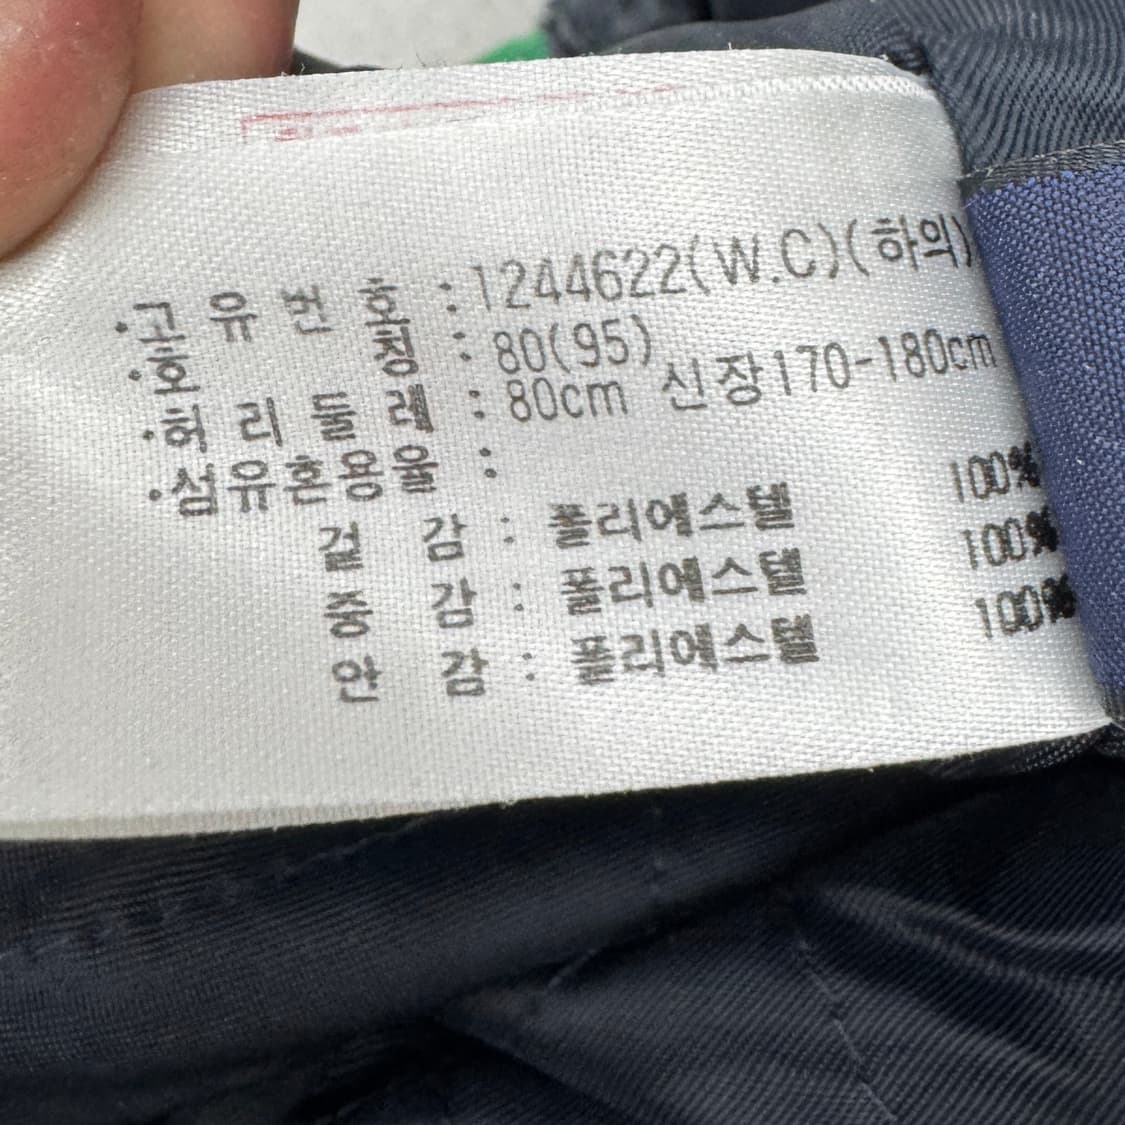 ·고유번호 :1244622(W.C)(하의)
·호칭 : 80(95)
·허리둘레 : 80cm 신장170-180cm
·섬유혼용율 :
겉감 : 폴리에스텔 100%
중감 : 폴리에스텔 100%
안감 : 폴리에스텔 100%